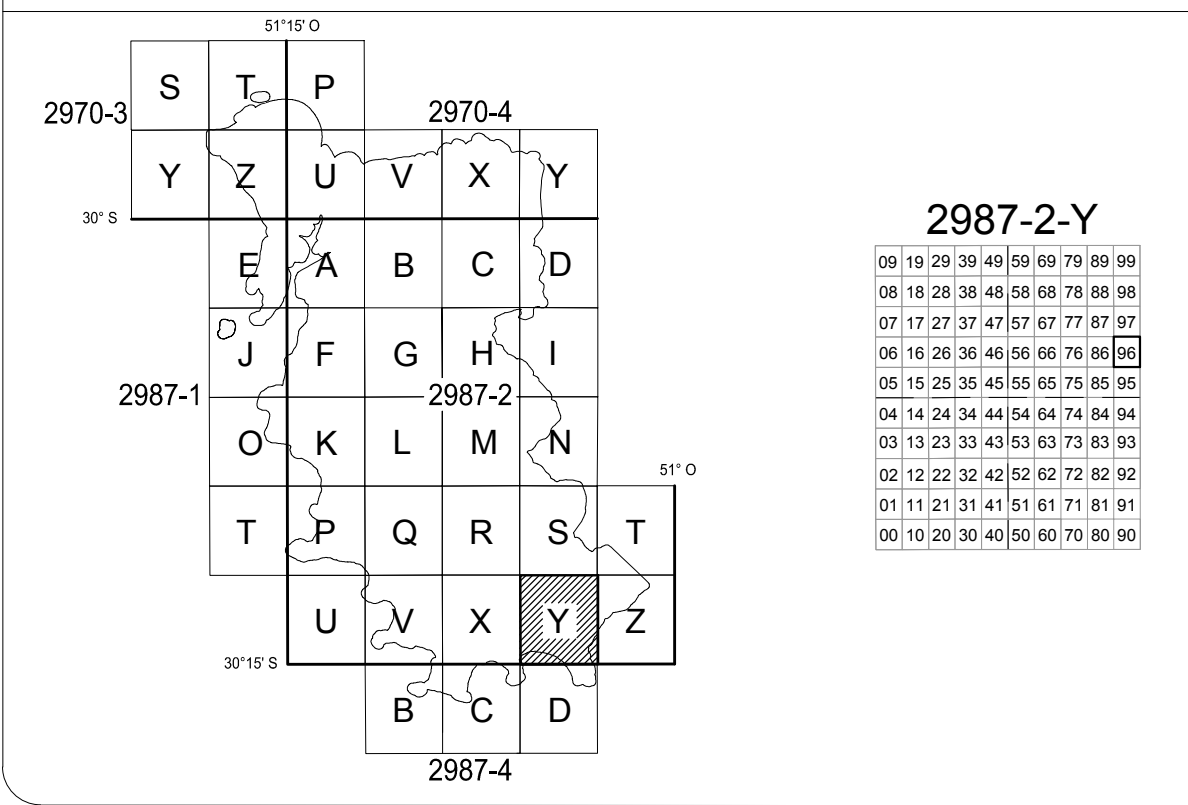 51°15' O
S T P
2970-3
2970-4
Y Z U V X Y
30° S
E A B C D
J F G H I
2987-1
2987-2
O K L M N
51° O
T P Q R S T
U V X Y Z
30°15' S
B C D
2987-4
2987-2-Y
09 19 29 39 49 59 69 79 89 99
08 18 28 38 48 58 68 78 88 98
07 17 27 37 47 57 67 77 87 97
06 16 26 36 46 56 66 76 86 96
05 15 25 35 45 55 65 75 85 95
04 14 24 34 44 54 64 74 84 94
03 13 23 33 43 53 63 73 83 93
02 12 22 32 42 52 62 72 82 92
01 11 21 31 41 51 61 71 81 91
00 10 20 30 40 50 60 70 80 90